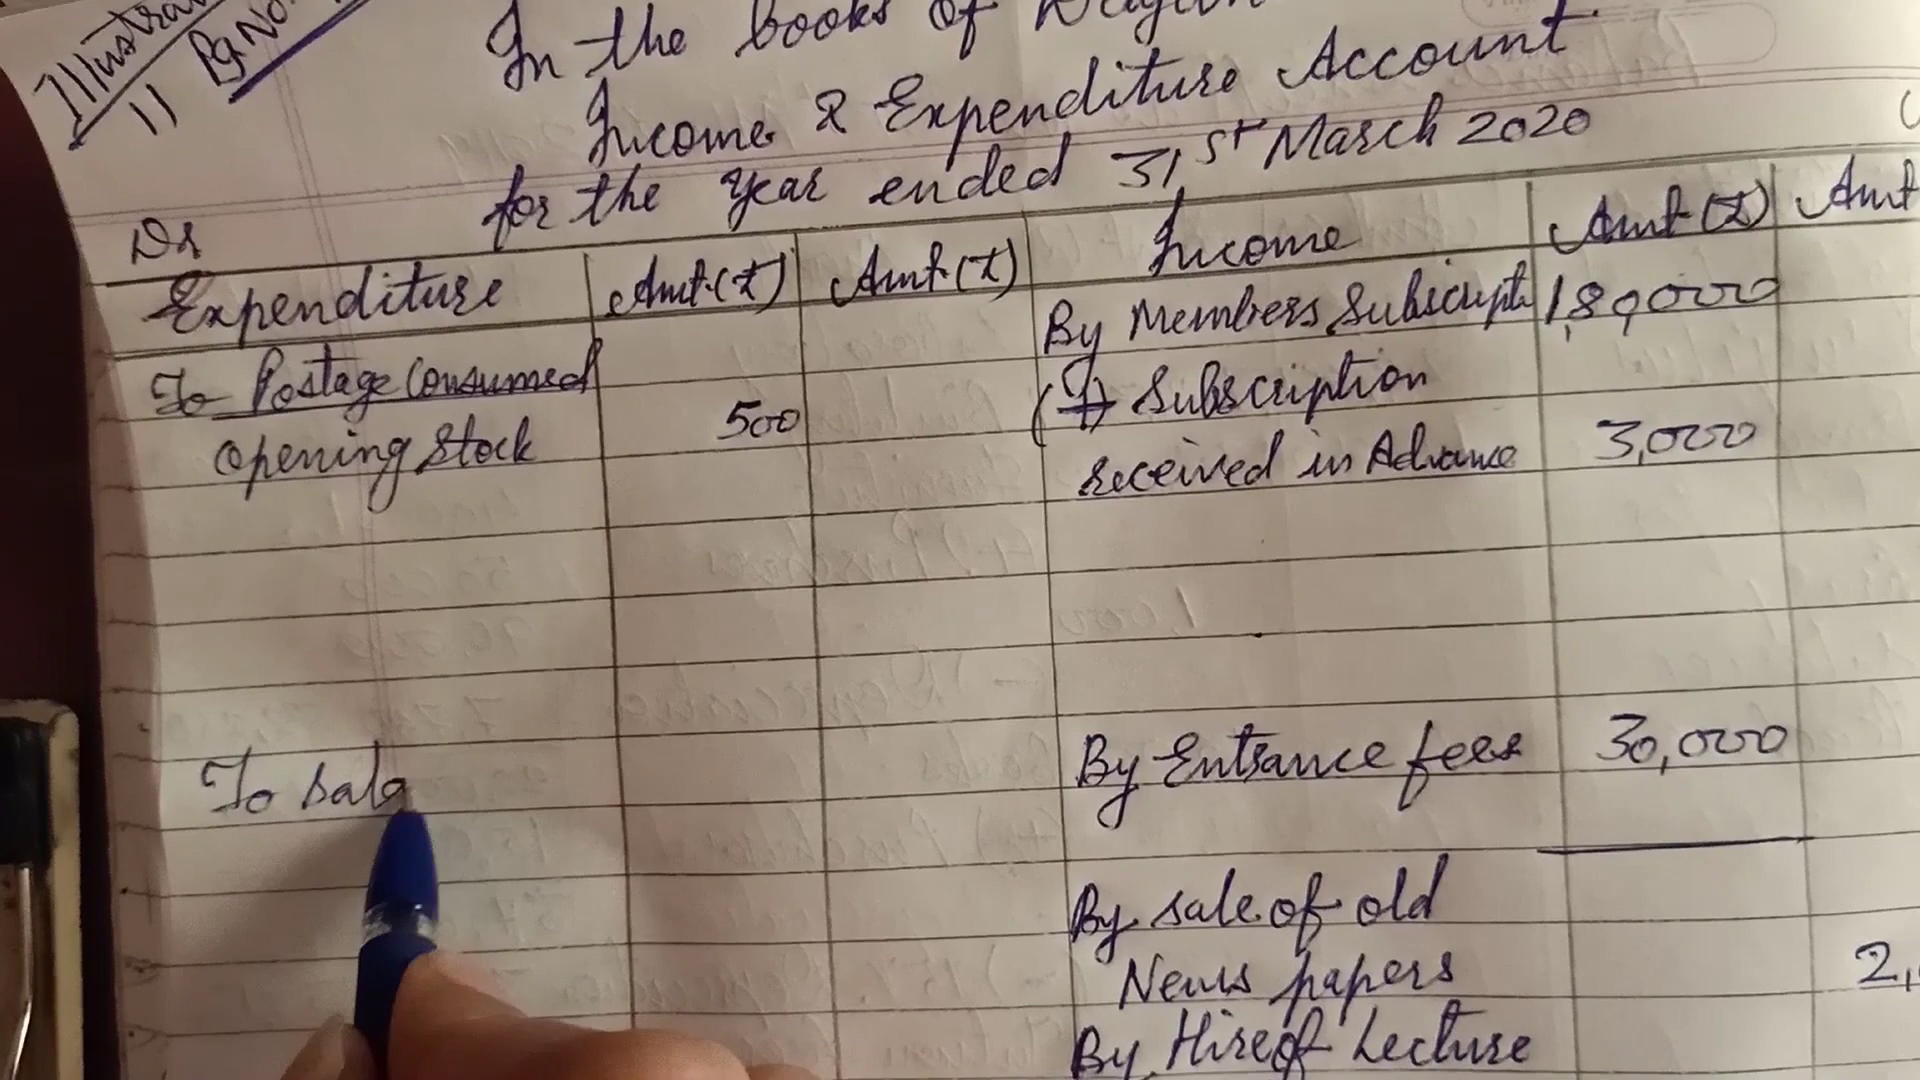 11 Pg No.
In the books of
Income & Expenditure Account
for the year ended 31st March 2020
Dr
Expenditure Amt.(₹) Amt.(₹) Income Amt(₹) Amt
To Postage Consumed By Members Subscript 1,80,000
Opening Stock 500 (+) Subscription
received in Advance 3,000
By Entrance fees 30,000
To Sala
By sale of old
News papers 2,
By Hire of Lecture